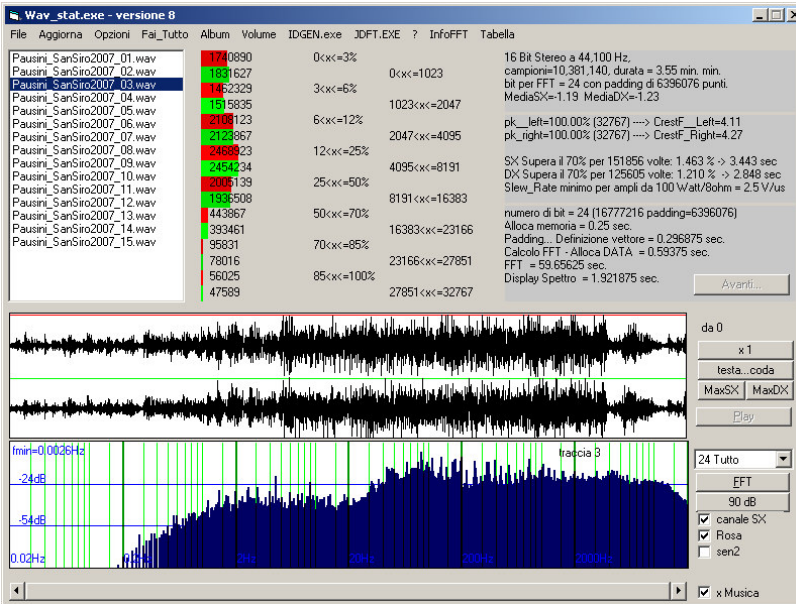 Wav_stat.exe - versione 8
File Aggiorna Opzioni Fai_Tutto Album Volume IDGEN.exe JDFT.EXE ? InfoFFT Tabella
Pausini_SanSiro2007_01.wav
Pausini_SanSiro2007_02.wav
Pausini_SanSiro2007_03.wav
Pausini_SanSiro2007_04.wav
Pausini_SanSiro2007_05.wav
Pausini_SanSiro2007_06.wav
Pausini_SanSiro2007_07.wav
Pausini_SanSiro2007_08.wav
Pausini_SanSiro2007_09.wav
Pausini_SanSiro2007_10.wav
Pausini_SanSiro2007_11.wav
Pausini_SanSiro2007_12.wav
Pausini_SanSiro2007_13.wav
Pausini_SanSiro2007_14.wav
Pausini_SanSiro2007_15.wav
1740890 0<x<=3%
1831627 0<x<=1023
1462329 3<x<=6%
1515835 1023<x<=2047
2108123 6<x<=12%
2123867 2047<x<=4095
2468923 12<x<=25%
2454234 4095<x<=8191
2005139 25<x<=50%
1936508 8191<x<=16383
443867 50<x<=70%
393461 16383<x<=23166
95831 70<x<=85%
78016 23166<x<=27851
56025 85<x<=100%
47589 27851<x<=32767
16 Bit Stereo a 44,100 Hz,
campioni=10,381,140, durata = 3.55 min. min.
bit per FFT = 24 con padding di 6396076 punti.
MediaSX=-1.19 MediaDX=-1.23
pk_left=100.00% (32767) ----> CrestF__Left=4.11
pk_right=100.00% (32767) ----> CrestF_Right=4.27
SX Supera il 70% per 151856 volte: 1.463 % -> 3.443 sec
DX Supera il 70% per 125605 volte: 1.210 % -> 2.848 sec
Slew_Rate minimo per ampli da 100 Watt/8ohm = 2.5 V/us
numero di bit = 24 (16777216 padding=6396076)
Alloca memoria = 0.25 sec.
Padding... Definizione vettore = 0.296875 sec.
Calcolo FFT - Alloca DATA = 0.59375 sec.
FFT = 59.65625 sec.
Display Spettro = 1.921875 sec.
Avanti...
da 0
x 1
testa...coda
MaxSX MaxDX
Play
fmin=0.0026Hz
traccia 3
-24dB
-54dB
0.02Hz 0.2Hz 2Hz 20Hz 200Hz 2000Hz
24 Tutto
FFT
90 dB
canale SX
Rosa
sen2
x Musica